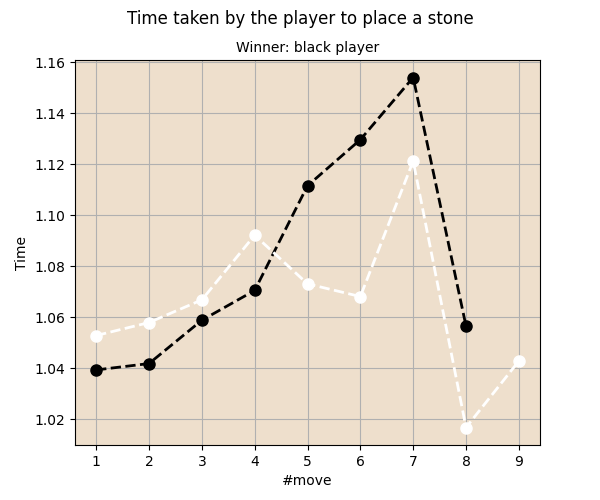 Time taken by the player to place a stone
Winner: black player
1.16
1.14
1.12
1.10
1.08
1.06
1.04
1.02
Time
1 2 3 4 5 6 7 8 9
#move